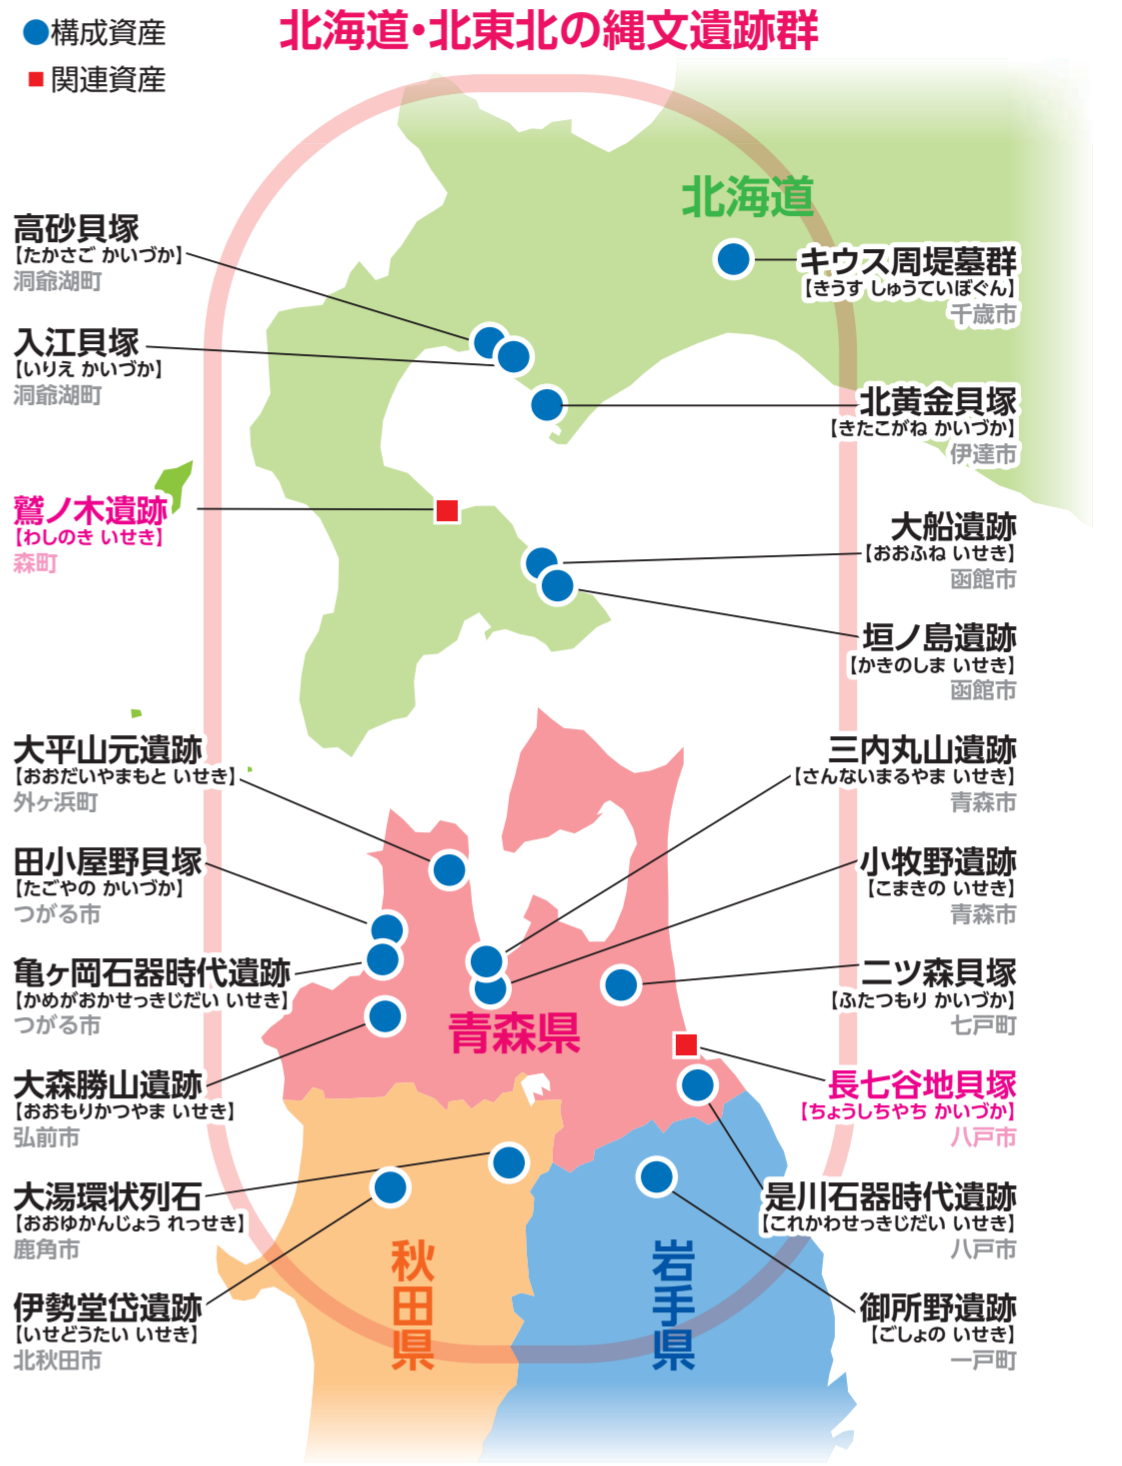 北海道・北東北の縄文遺跡群
構成資産
関連資産
北海道
高砂貝塚
【たかさご かいづか】
洞爺湖町
入江貝塚
【いりえ かいづか】
洞爺湖町
鷲ノ木遺跡
【わしのき いせき】
森町
キウス周堤墓群
【きうす しゅうていぼぐん】
千歳市
北黄金貝塚
【きたこがね かいづか】
伊達市
大船遺跡
【おおふね いせき】
函館市
垣ノ島遺跡
【かきのしま いせき】
函館市
大平山元遺跡
【おおだいやまもと いせき】
外ヶ浜町
田小屋野貝塚
【たごやの かいづか】
つがる市
亀ヶ岡石器時代遺跡
【かめがおかせっきじだい いせき】
つがる市
大森勝山遺跡
【おおもりかつやま いせき】
弘前市
大湯環状列石
【おおゆかんじょう れっせき】
鹿角市
伊勢堂岱遺跡
【いせどうたい いせき】
北秋田市
三内丸山遺跡
【さんないまるやま いせき】
青森市
小牧野遺跡
【こまきの いせき】
青森市
二ツ森貝塚
【ふたつもり かいづか】
七戸町
長七谷地貝塚
【ちょうしちやち かいづか】
八戸市
是川石器時代遺跡
【これかわせっきじだい いせき】
八戸市
御所野遺跡
【ごしょの いせき】
一戸町
青森県
秋田県
岩手県